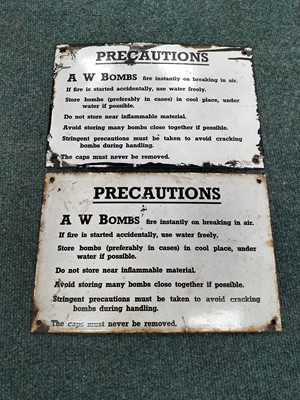 PRECAUTIONS
A W BOMBS fire instantly on breaking in air.
If fire is started accidentally, use water freely.
Store bombs (preferably in cases) in cool place, under
water if possible.
Do not store near inflammable material.
Avoid storing many bombs close together if possible.
Stringent precautions must be taken to avoid cracking
bombs during handling.
The caps must never be removed.
PRECAUTIONS
A W BOMBS fire instantly on breaking in air.
If fire is started accidentally, use water freely.
Store bombs (preferably in cases) in cool place, under
water if possible.
Do not store near inflammable material.
Avoid storing many bombs close together if possible.
Stringent precautions must be taken to avoid cracking
bombs during handling.
The caps must never be removed.